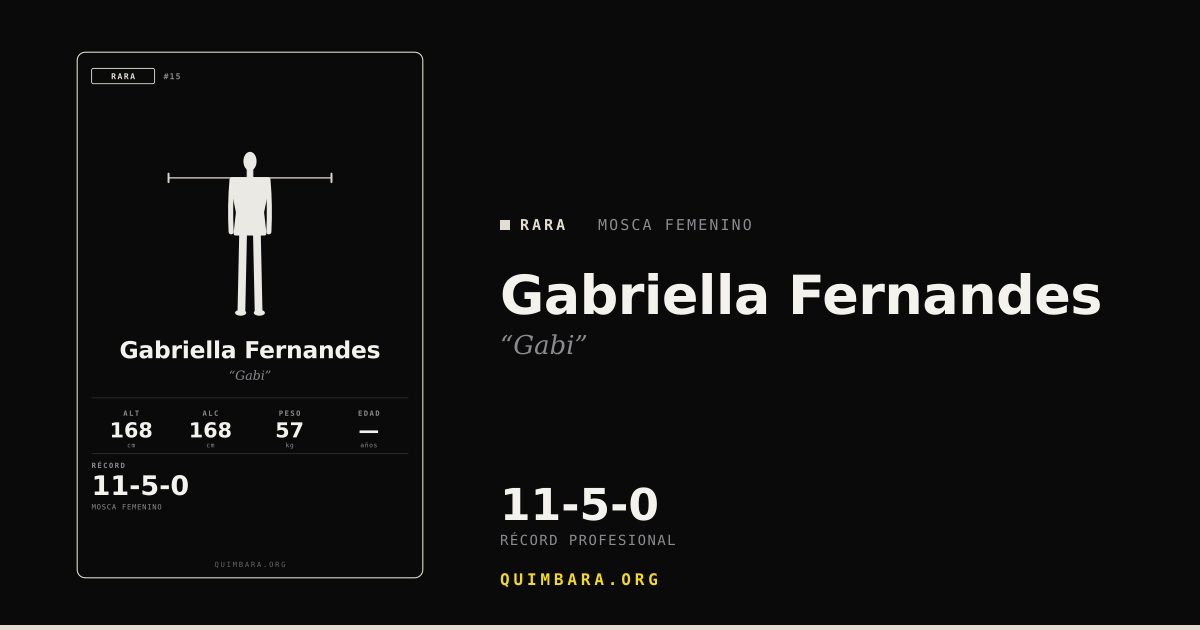 RARA #15
Gabriella Fernandes
“Gabi”
ALT ALC PESO EDAD
168 168 57 —
cm cm kg años
RÉCORD
11-5-0
MOSCA FEMENINO
QUIMBARA.ORG
RARA MOSCA FEMENINO
Gabriella Fernandes
“Gabi”
11-5-0
RÉCORD PROFESIONAL
QUIMBARA.ORG